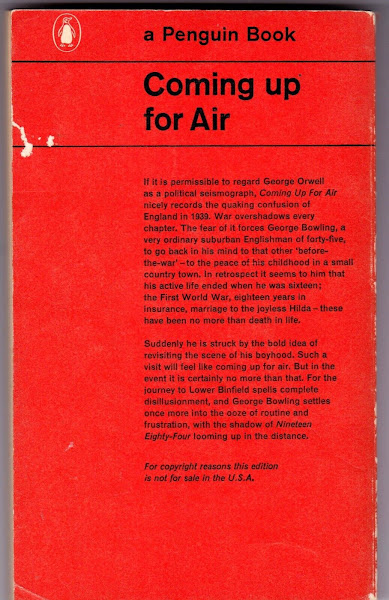 a Penguin Book
Coming up
for Air
If it is permissible to regard George Orwell
as a political seismograph, Coming Up For Air
nicely records the quaking confusion of
England in 1939. War overshadows every
chapter. The fear of it forces George Bowling, a
very ordinary suburban Englishman of forty-five,
to go back in his mind to that other 'before-
the-war' – to the peace of his childhood in a small
country town. In retrospect it seems to him that
his active life ended when he was sixteen;
the First World War, eighteen years in
insurance, marriage to the joyless Hilda – these
have been no more than death in life.
Suddenly he is struck by the bold idea of
revisiting the scene of his boyhood. Such a
visit will feel like coming up for air. But in the
event it is certainly no more than that. For the
journey to Lower Binfield spells complete
disillusionment, and George Bowling settles
once more into the ooze of routine and
frustration, with the shadow of Nineteen
Eighty-Four looming up in the distance.
For copyright reasons this edition
is not for sale in the U.S.A.